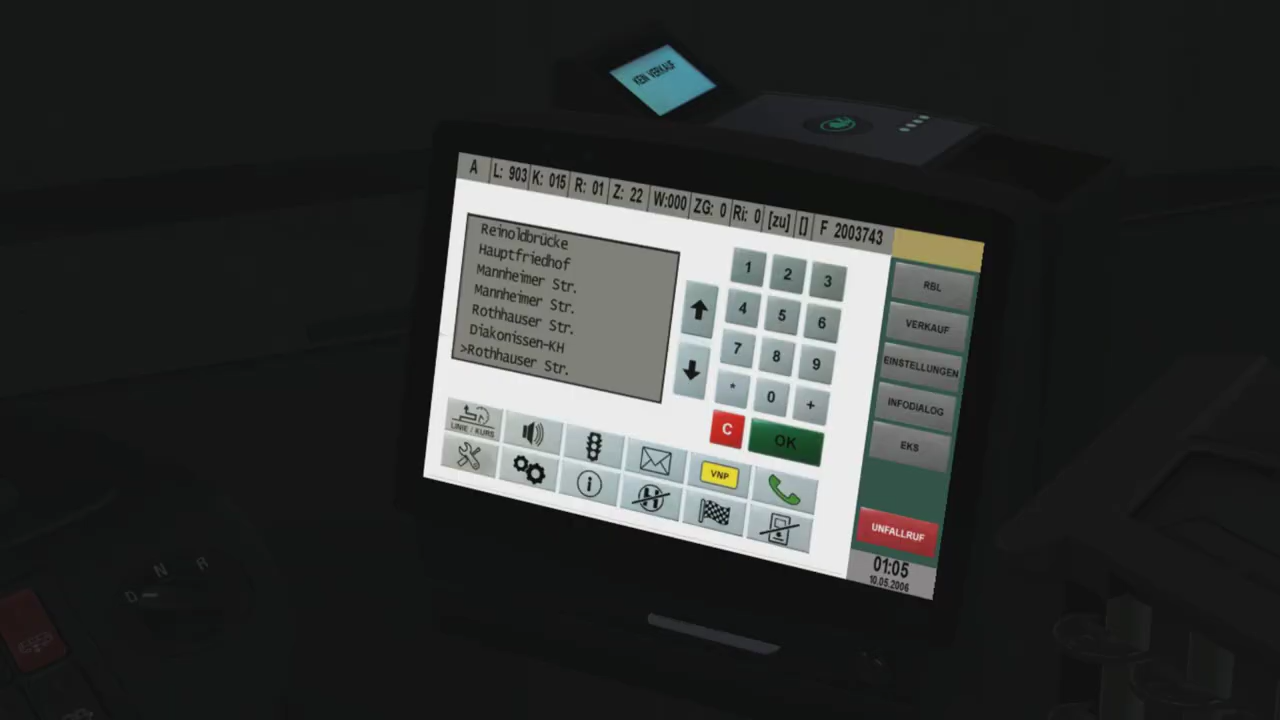 KEIN VERKAUF
A L: 903 K: 015 R: 01 Z: 22 W:000 ZG: 0 Ri: 0 [zu] [] F 2003743
Reinoldbrücke
Hauptfriedhof
Mannheimer Str.
Mannheimer Str.
Rothhauser Str.
Diakonissen-KH
>Rothhauser Str.
1 2 3
4 5 6
7 8 9
* 0 +
C OK
RBL
VERKAUF
EINSTELLUNGEN
INFODIALOG
EKS
LINIE / KURS
VNP
H
UNFALLRUF
01:05
10.05.2006
D N R